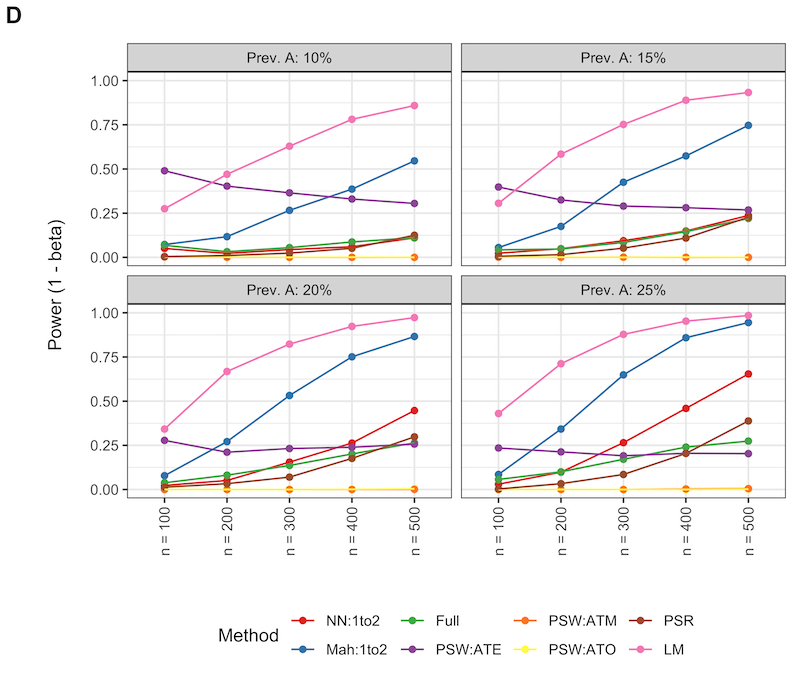 D
Prev. A: 10%
Prev. A: 15%
1.00
0.75
0.50
0.25
0.00
Prev. A: 20%
Prev. A: 25%
1.00
0.75
0.50
0.25
0.00
Power (1 - beta)
n = 100
n = 200
n = 300
n = 400
n = 500
n = 100
n = 200
n = 300
n = 400
n = 500
Method
NN:1to2
Full
PSW:ATM
PSR
Mah:1to2
PSW:ATE
PSW:ATO
LM